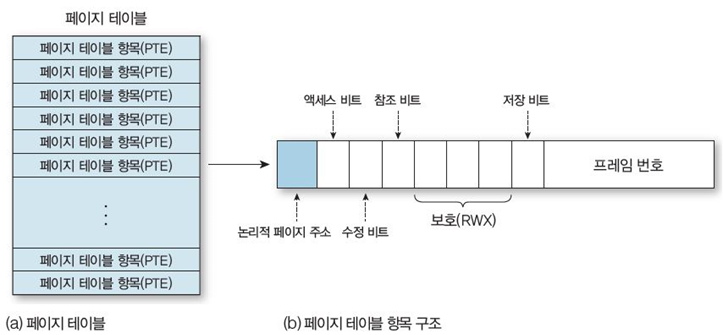 페이지 테이블
페이지 테이블 항목(PTE)
페이지 테이블 항목(PTE)
페이지 테이블 항목(PTE)
페이지 테이블 항목(PTE)
페이지 테이블 항목(PTE)
페이지 테이블 항목(PTE)
페이지 테이블 항목(PTE)
페이지 테이블 항목(PTE)
(a) 페이지 테이블
액세스 비트 참조 비트 저장 비트
프레임 번호
논리적 페이지 주소 수정 비트 보호(RWX)
(b) 페이지 테이블 항목 구조